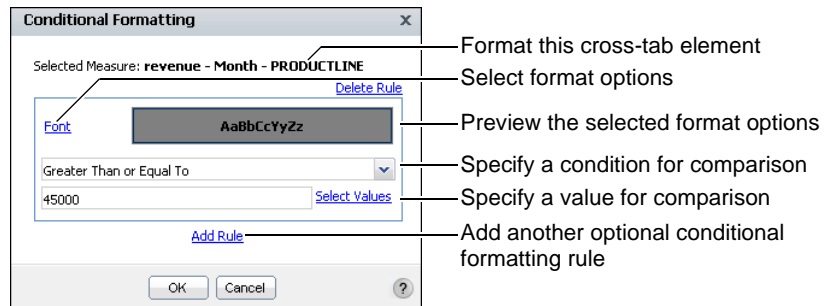 Conditional Formatting x
Selected Measure: revenue - Month - PRODUCTLINE
Delete Rule
Font
AaBbCcYyZz
Greater Than or Equal To
45000
Select Values
Add Rule
OK
Cancel
?
Format this cross-tab element
Select format options
Preview the selected format options
Specify a condition for comparison
Specify a value for comparison
Add another optional conditional
formatting rule